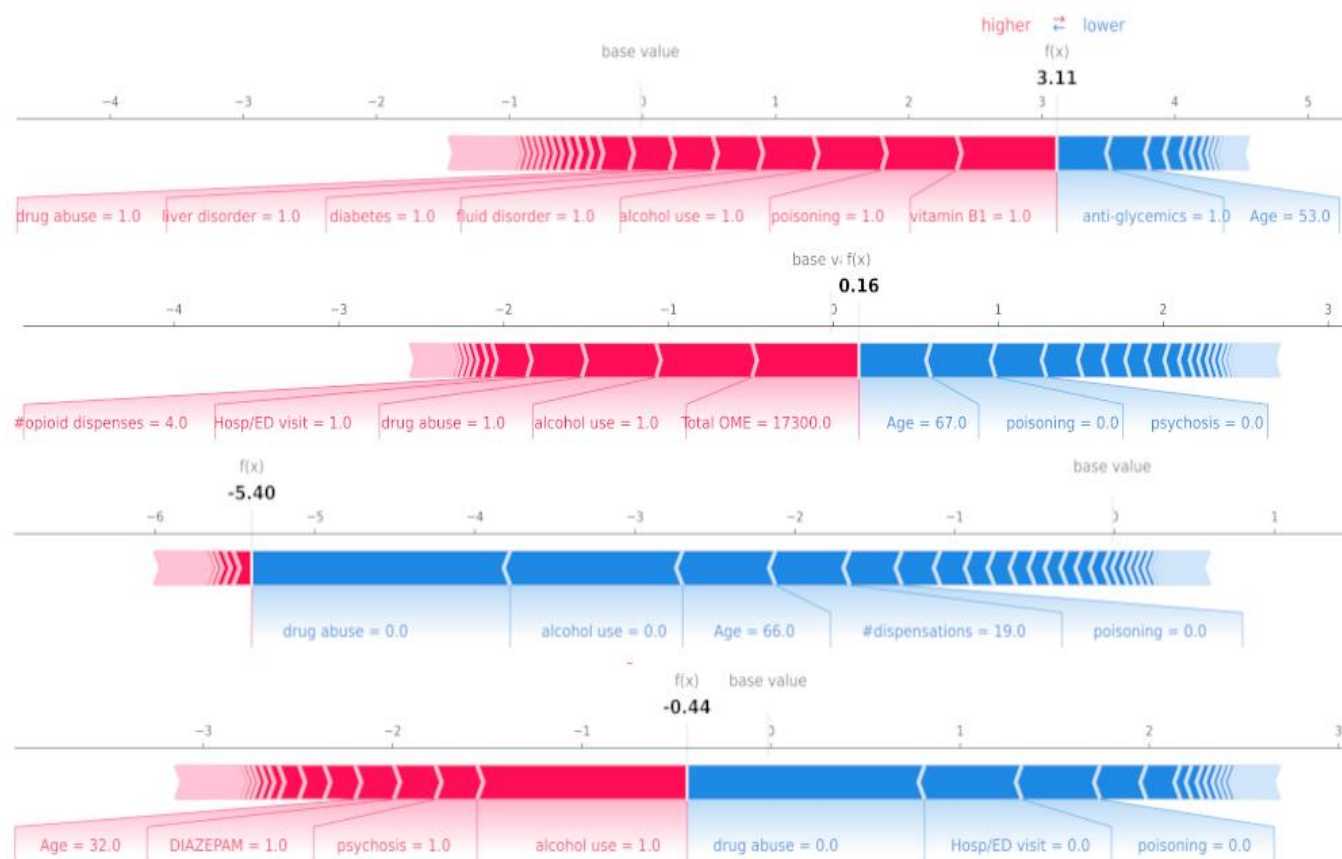 higher ⇄ lower
base value f(x)
3.11
−4 −3 −2 −1 0 1 2 3 4 5
drug abuse = 1.0 liver disorder = 1.0 diabetes = 1.0 fluid disorder = 1.0 alcohol use = 1.0 poisoning = 1.0 vitamin B1 = 1.0 anti-glycemics = 1.0 Age = 53.0
base v f(x)
0.16
−4 −3 −2 −1 0 1 2 3
#opioid dispenses = 4.0 Hosp/ED visit = 1.0 drug abuse = 1.0 alcohol use = 1.0 Total OME = 17300.0 Age = 67.0 poisoning = 0.0 psychosis = 0.0
f(x) base value
-5.40
−6 −5 −4 −3 −2 −1 0 1
drug abuse = 0.0 alcohol use = 0.0 Age = 66.0 #dispensations = 19.0 poisoning = 0.0
f(x) base value
-0.44
−3 −2 −1 0 1 2 3
Age = 32.0 DIAZEPAM = 1.0 psychosis = 1.0 alcohol use = 1.0 drug abuse = 0.0 Hosp/ED visit = 0.0 poisoning = 0.0